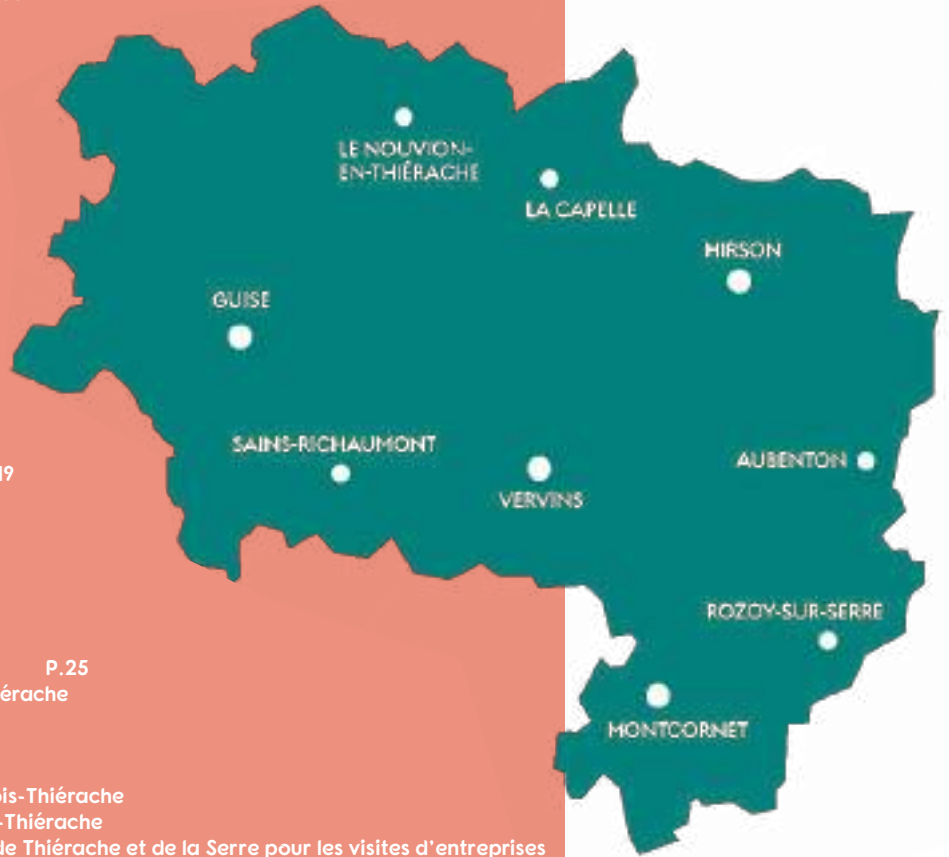 LE NOUVION-
EN-THIÉRACHE
LA CAPELLE
HIRSON
GUISE
SAINS-RICHAUMONT
AUBENTON
19
VERVINS
ROZOY-SUR-SERRE
P.25
érache
MONTCORNET
is-Thiérache
-Thiérache
de Thiérache et de la Serre pour les visites d'entreprises